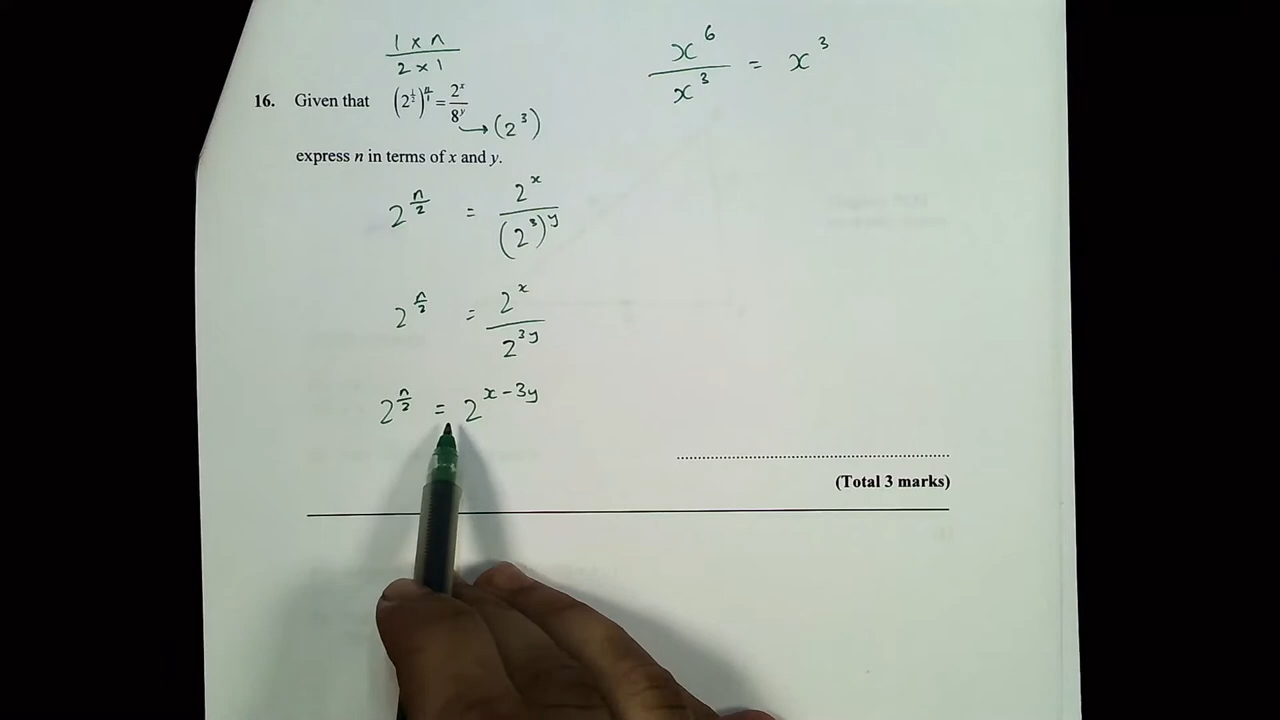 1 × n / 2 × 1
x^6 / x^3 = x^3
16. Given that (2^(1/2))^(n/1) = 2^x / 8^y → (2^3)
express n in terms of x and y.
2^(n/2) = 2^x / (2^3)^y
2^(n/2) = 2^x / 2^(3y)
2^(n/2) = 2^(x-3y)
(Total 3 marks)